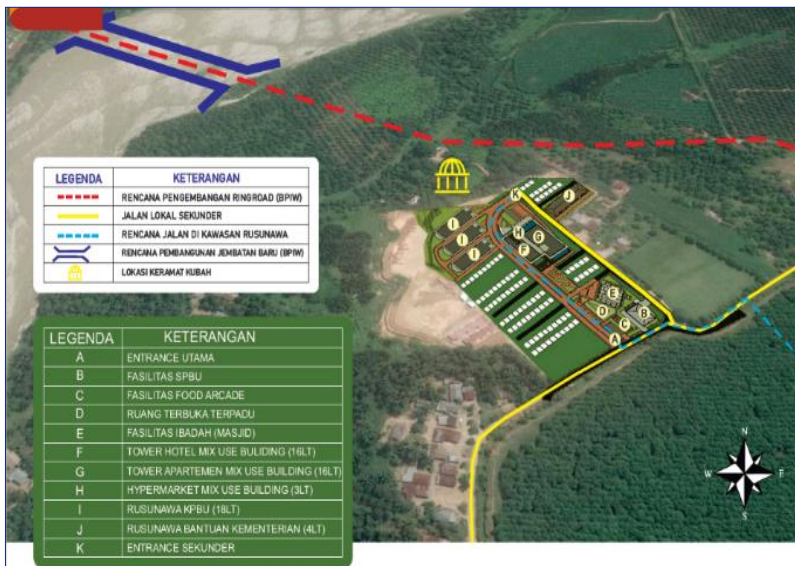 LEGENDA KETERANGAN
RENCANA PENGEMBANGAN RINGROAD (BPIW)
JALAN LOKAL SEKUNDER
RENCANA JALAN DI KAWASAN RUSUNAWA
RENCANA PEMBANGUNAN JEMBATAN BARU (BPIW)
LOKASI KERAMAT KUBAH
K
J
I
I
I
H
G
F
E
D
B
C
A
LEGENDA KETERANGAN
A ENTRANCE UTAMA
B FASILITAS SPBU
C FASILITAS FOOD ARCADE
D RUANG TERBUKA TERPADU
E FASILITAS IBADAH (MASJID)
F TOWER HOTEL MIX USE BULIDING (16LT)
G TOWER APARTEMEN MIX USE BUILDING (16LT)
H HYPERMARKET MIX USE BUILDING (3LT)
I RUSUNAWA KPBU (18LT)
J RUSUNAWA BANTUAN KEMENTERIAN (4LT)
K ENTRANCE SEKUNDER
N
W
S